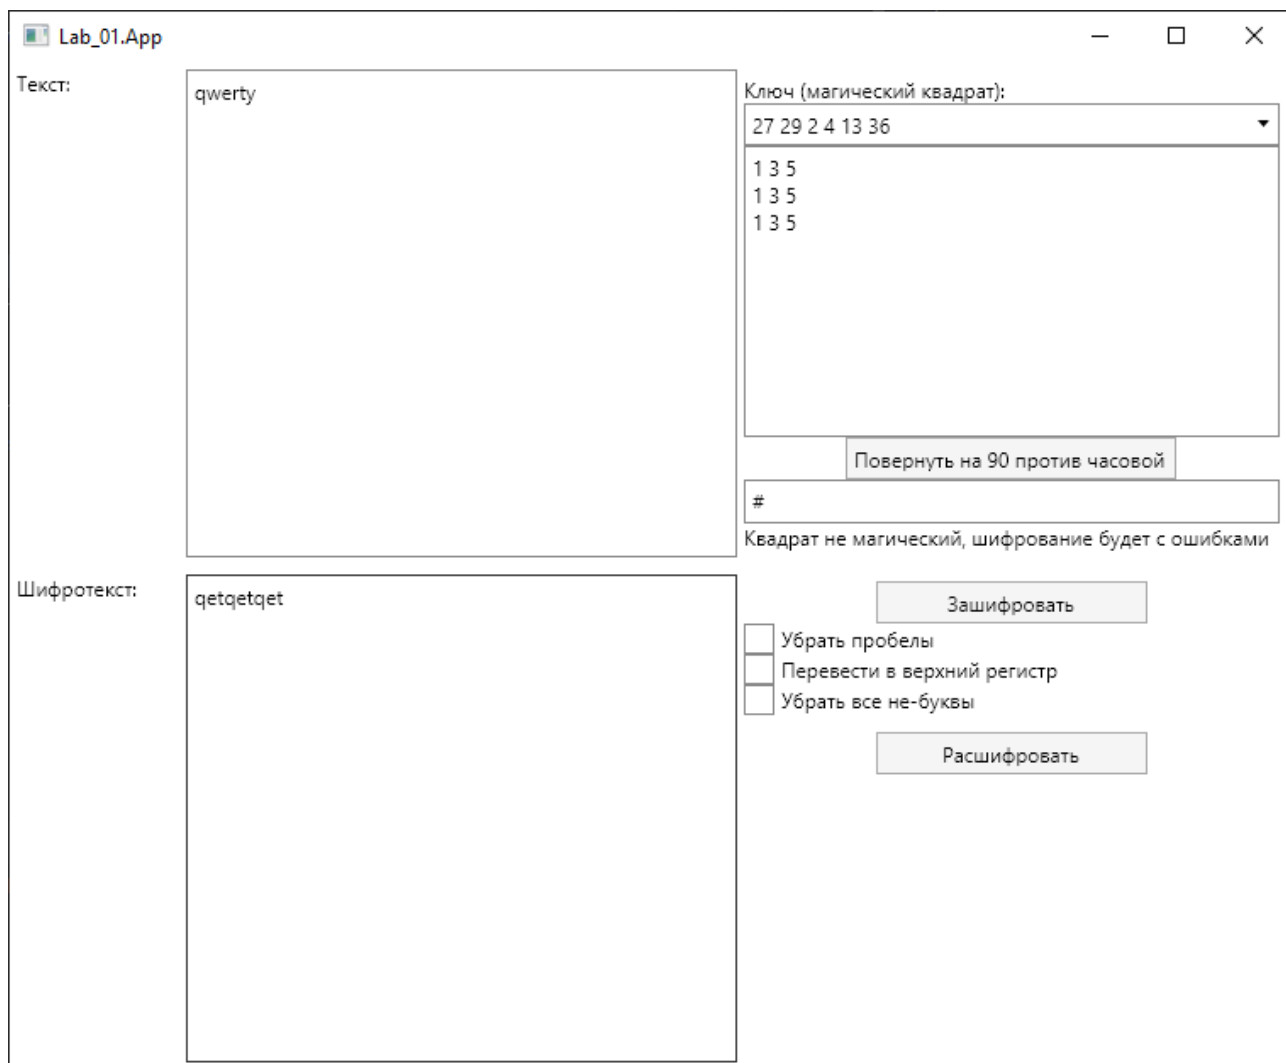 Lab_01.App
Текст:
qwerty
Ключ (магический квадрат):
27 29 2 4 13 36
1 3 5
1 3 5
1 3 5
Повернуть на 90 против часовой
#
Квадрат не магический, шифрование будет с ошибками
Шифротекст:
qetqetqet
Зашифровать
Убрать пробелы
Перевести в верхний регистр
Убрать все не-буквы
Расшифровать